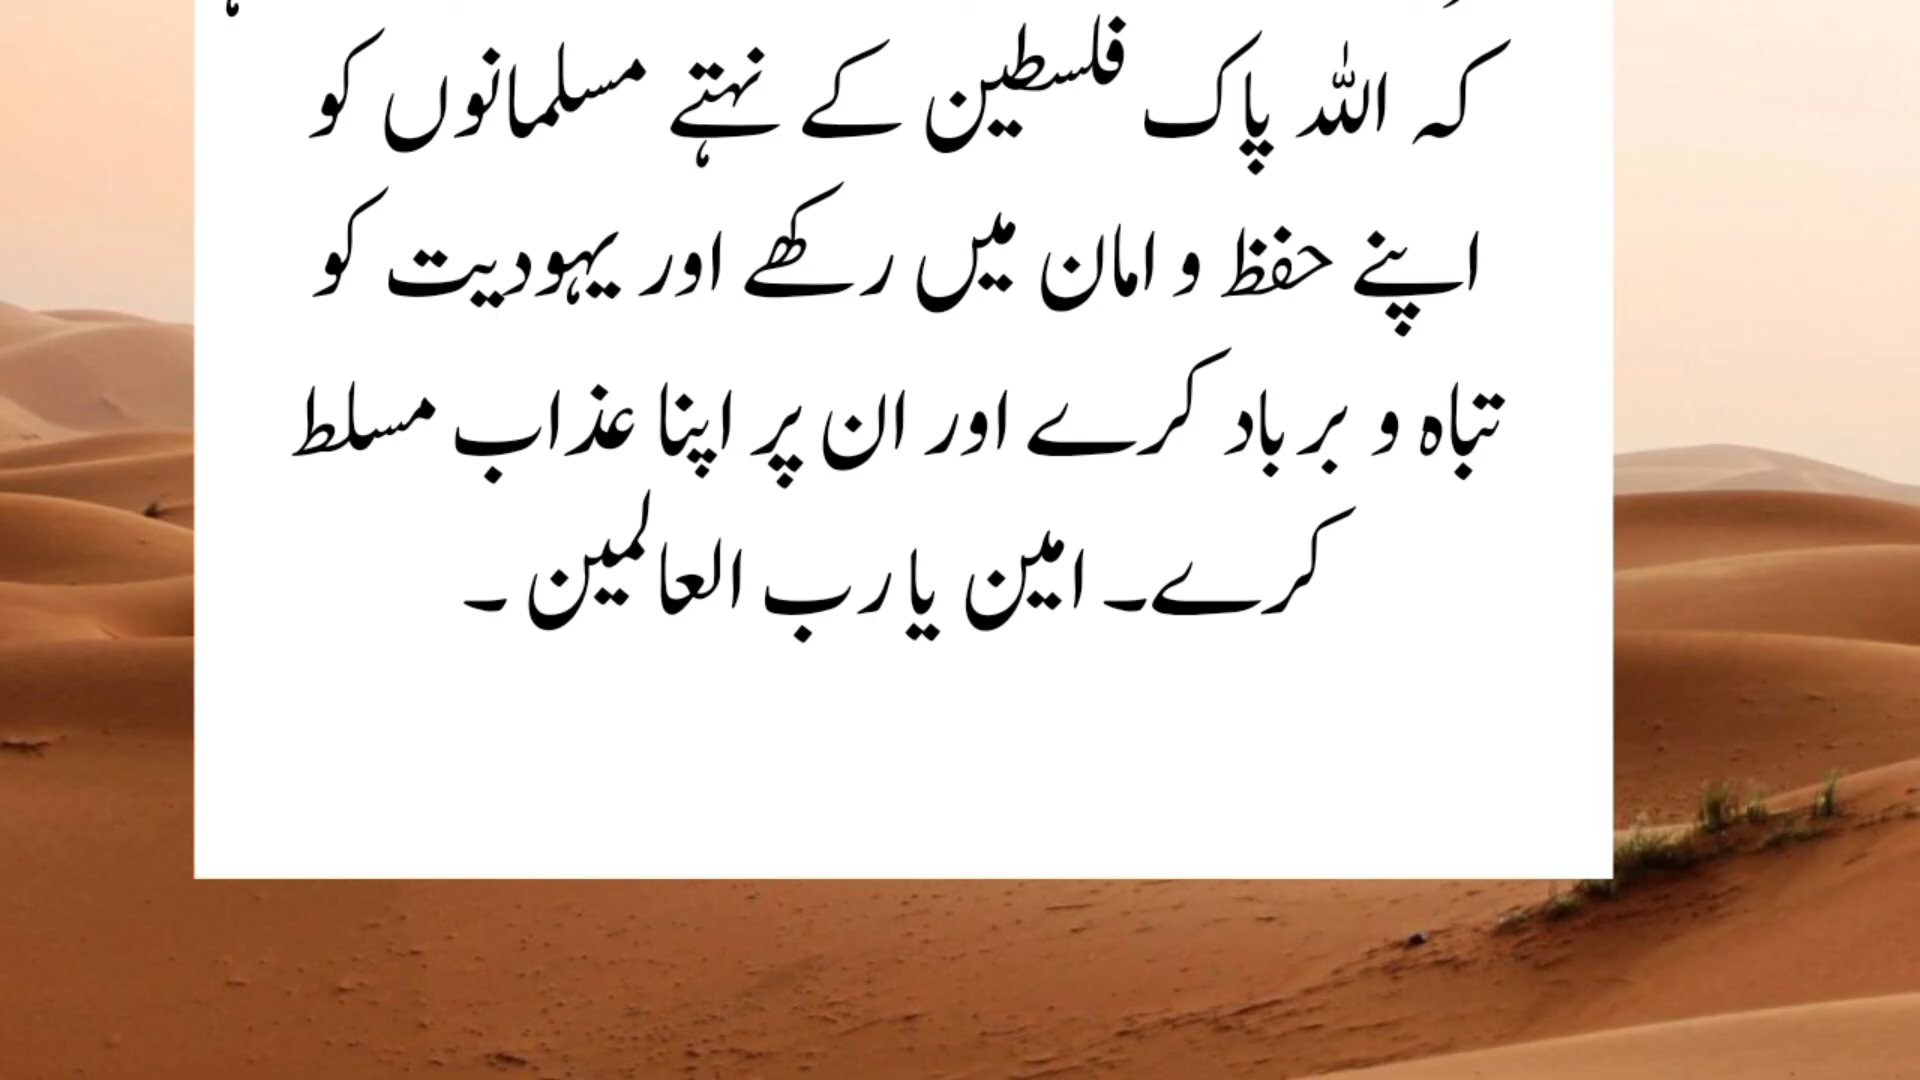 کہ اللہ پاک فلسطین کے نہتے مسلمانوں کو
اپنے حفظ و امان میں رکھے اور یہودیت کو
تباہ و برباد کرے اور ان پر اپنا عذاب مسلط
کرے۔ امین یا رب العالمین ۔